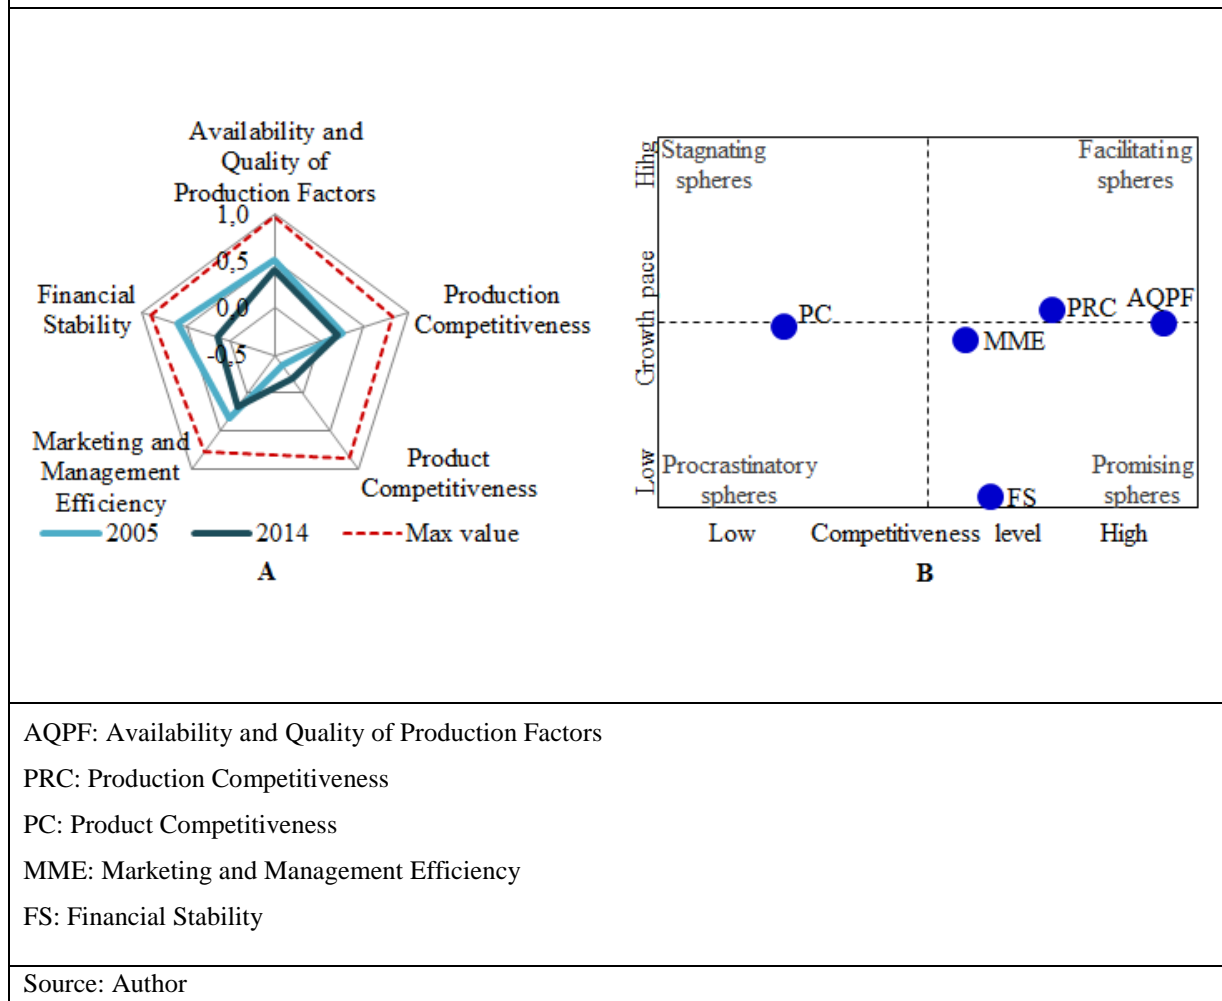 Availability and
Quality of
Production Factors
1,0
0,5
0,0
-0,5
Financial
Stability
Production
Competitiveness
Marketing and
Management
Efficiency
Product
Competitiveness
2005
2014
Max value
A
Hihg
Growth pace
Low
Stagnating
spheres
Facilitating
spheres
PC
PRC
AQPF
MME
Procrastinatory
spheres
Promising
spheres
FS
Low
Competitiveness level
High
B
AQPF: Availability and Quality of Production Factors
PRC: Production Competitiveness
PC: Product Competitiveness
MME: Marketing and Management Efficiency
FS: Financial Stability
Source: Author